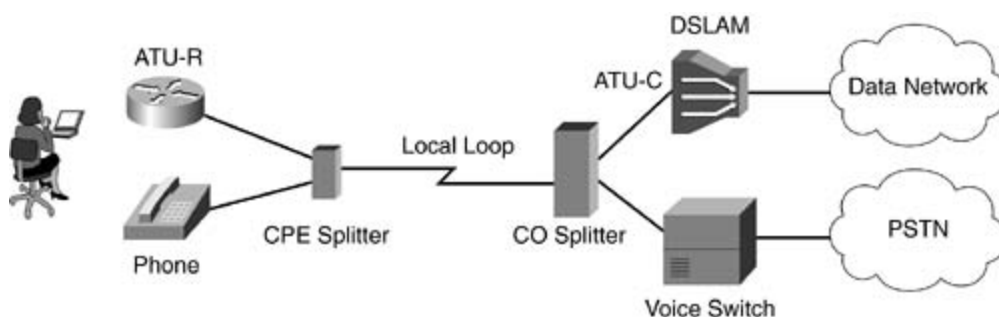 DSLAM
ATU-R
ATU-C
Data Network
Local Loop
CPE Splitter
CO Splitter
PSTN
Phone
Voice Switch